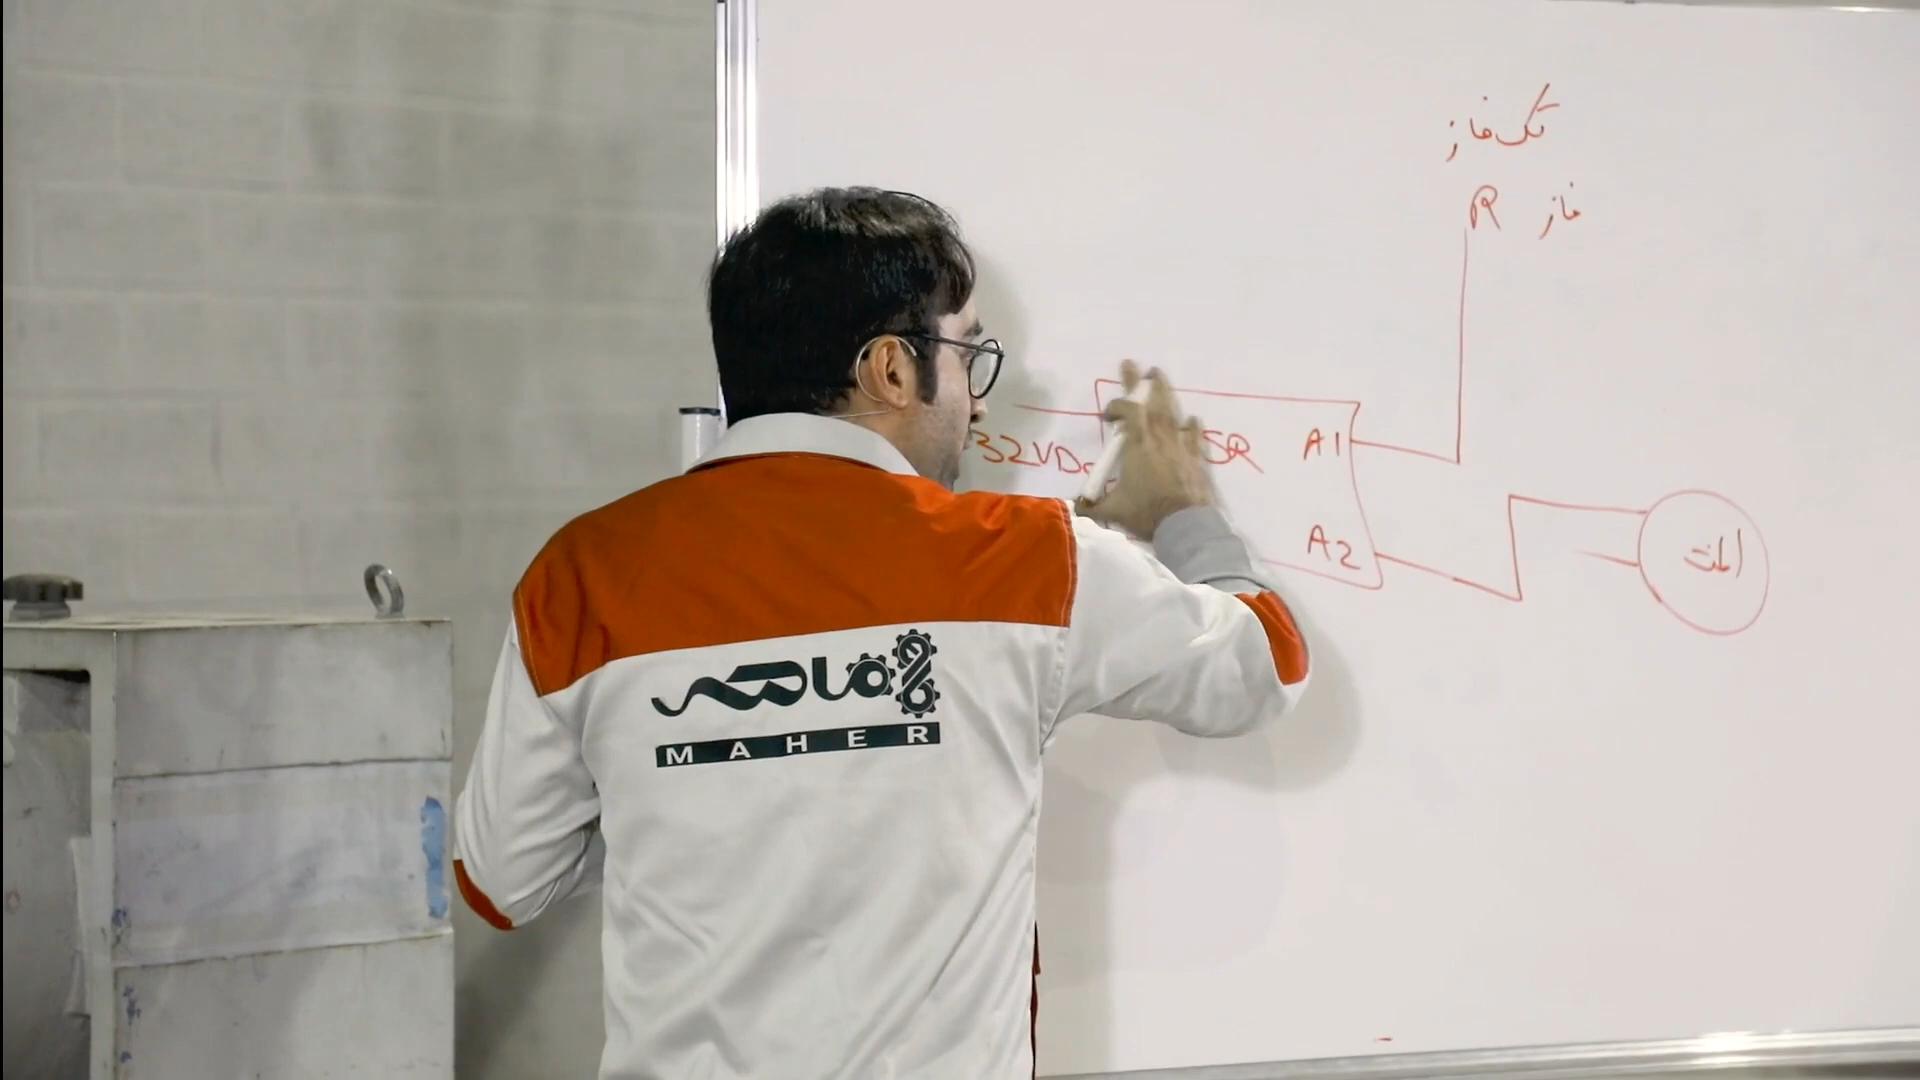 تک فاز
R فاز
32VDC
SR
A1
A2
المنت
ماهر
MAHER